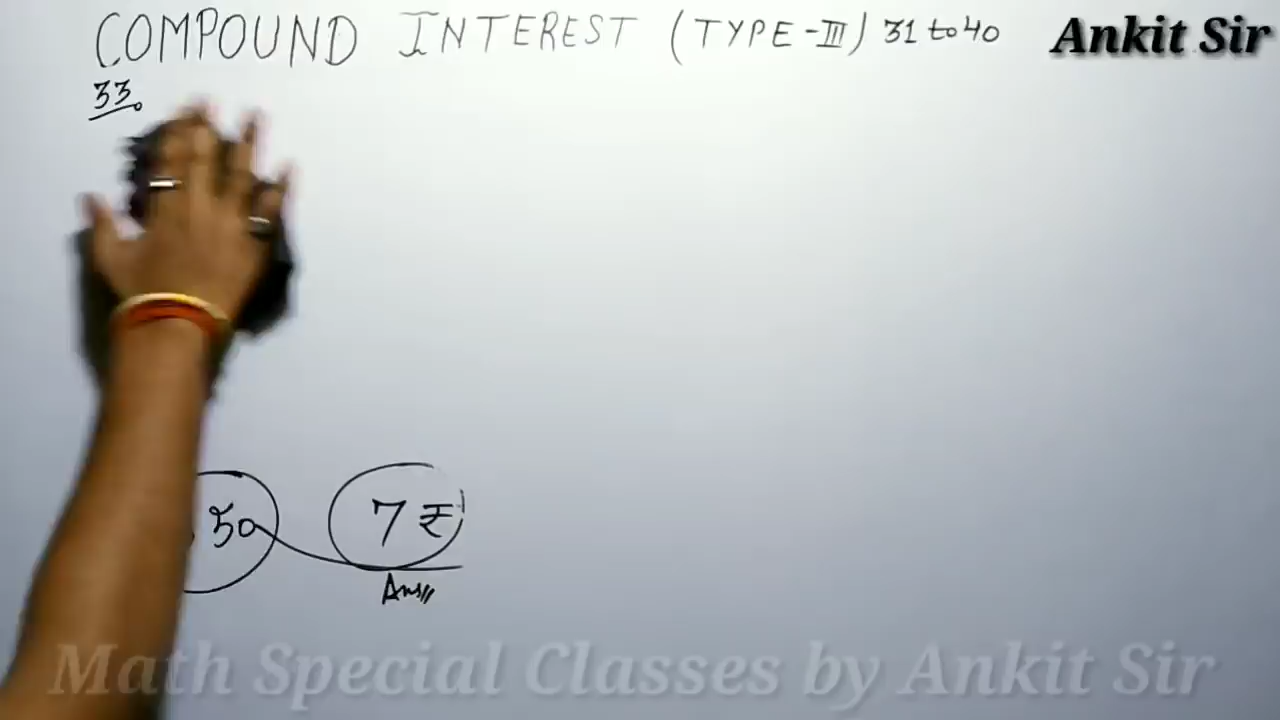 COMPOUND INTEREST (TYPE-III) 31 to 40 Ankit Sir
33.
50 7 ₹
Ans
Math Special Classes by Ankit Sir